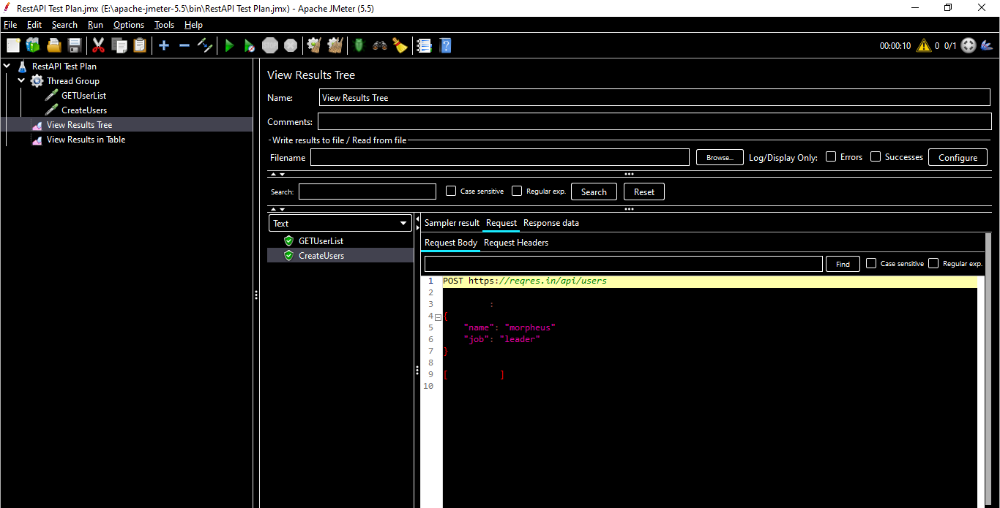 RestAPI Test Plan.jmx (E:\apache-jmeter-5.5\bin\RestAPI Test Plan.jmx) - Apache JMeter (5.5)
File Edit Search Run Options Tools Help
00:00:10 0 0/1
RestAPI Test Plan
Thread Group
GETUserList
CreateUsers
View Results Tree
View Results in Table
View Results Tree
Name: View Results Tree
Comments:
Write results to file / Read from file
Filename Browse... Log/Display Only: Errors Successes Configure
Search: Case sensitive Regular exp. Search Reset
Text
GETUserList
CreateUsers
Sampler result Request Response data
Request Body Request Headers
Find Case sensitive Regular exp.
1 POST https://reqres.in/api/users
2
3 :
4 {
5 "name": "morpheus"
6 "job": "leader"
7 }
8
9 [ ]
10